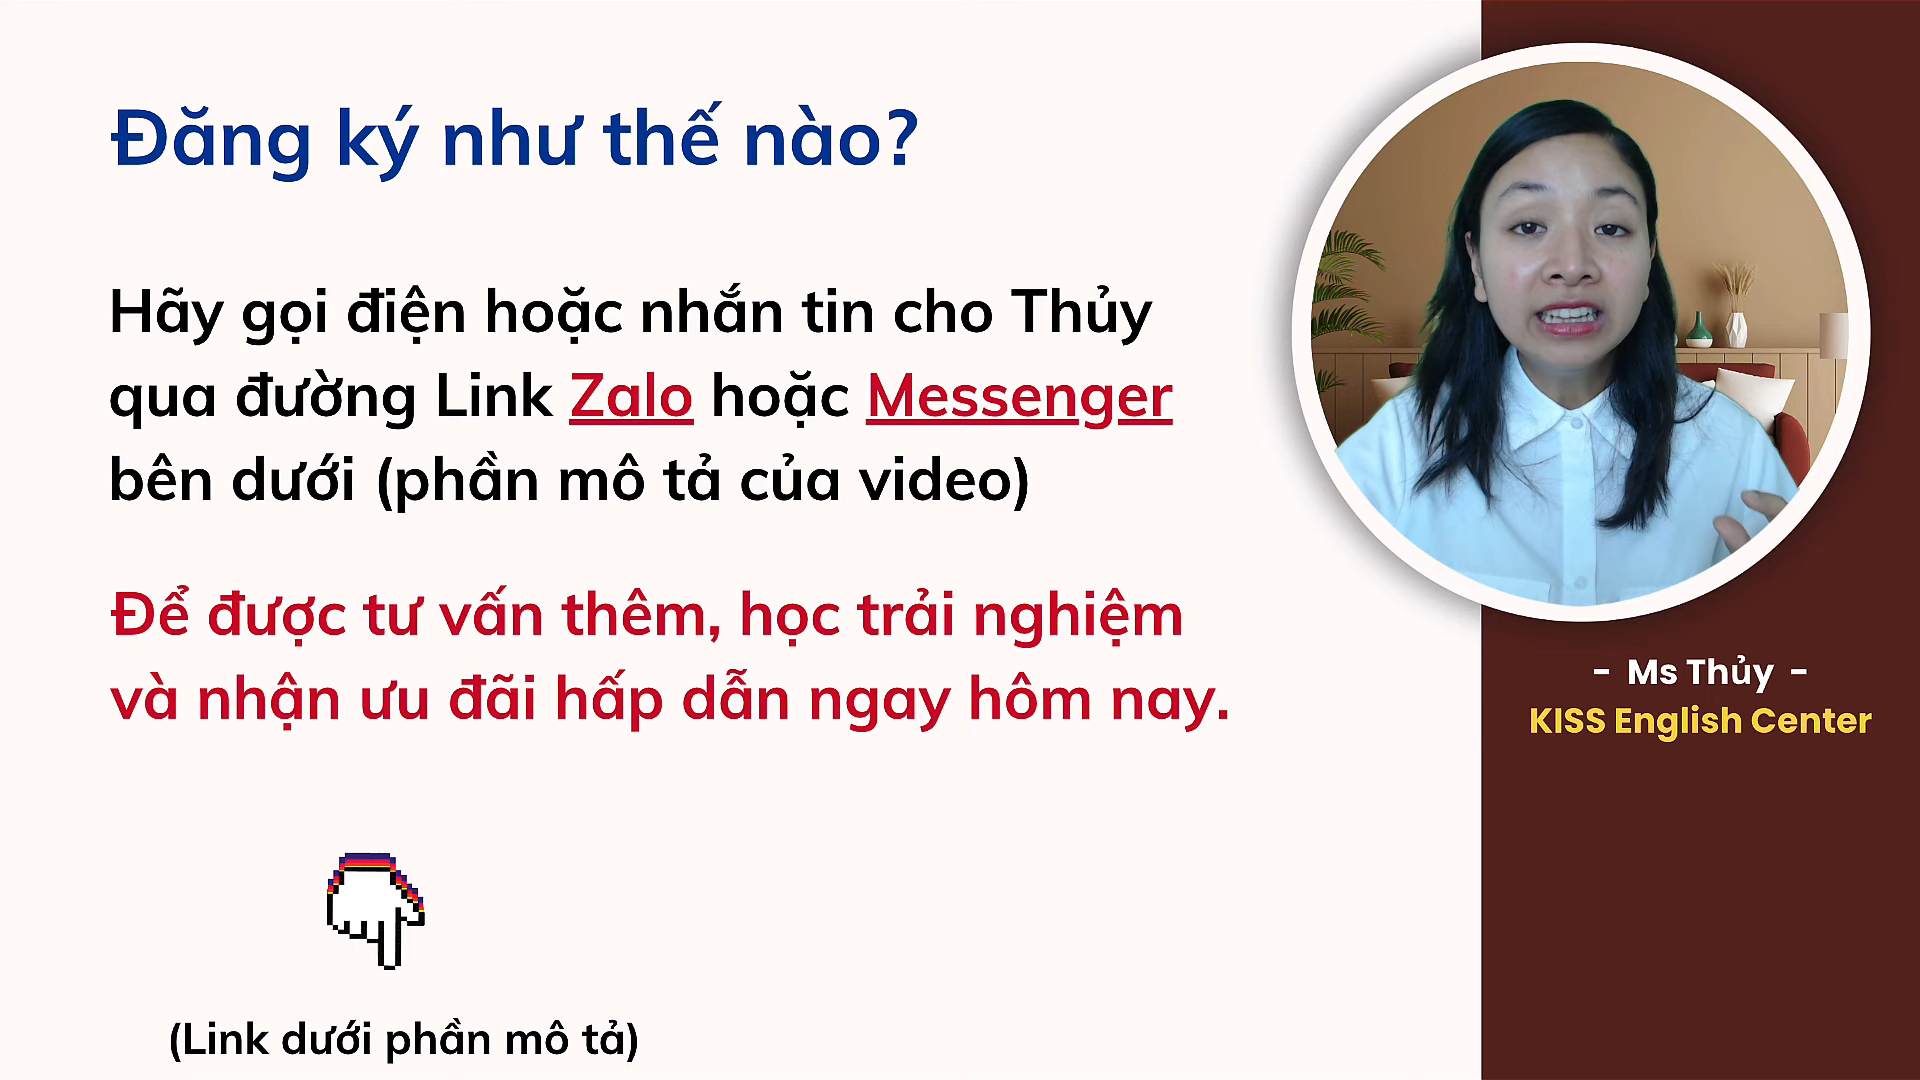 Đăng ký như thế nào?
Hãy gọi điện hoặc nhắn tin cho Thủy
qua đường Link Zalo hoặc Messenger
bên dưới (phần mô tả của video)
Để được tư vấn thêm, học trải nghiệm
và nhận ưu đãi hấp dẫn ngay hôm nay.
(Link dưới phần mô tả)
- Ms Thủy -
KISS English Center